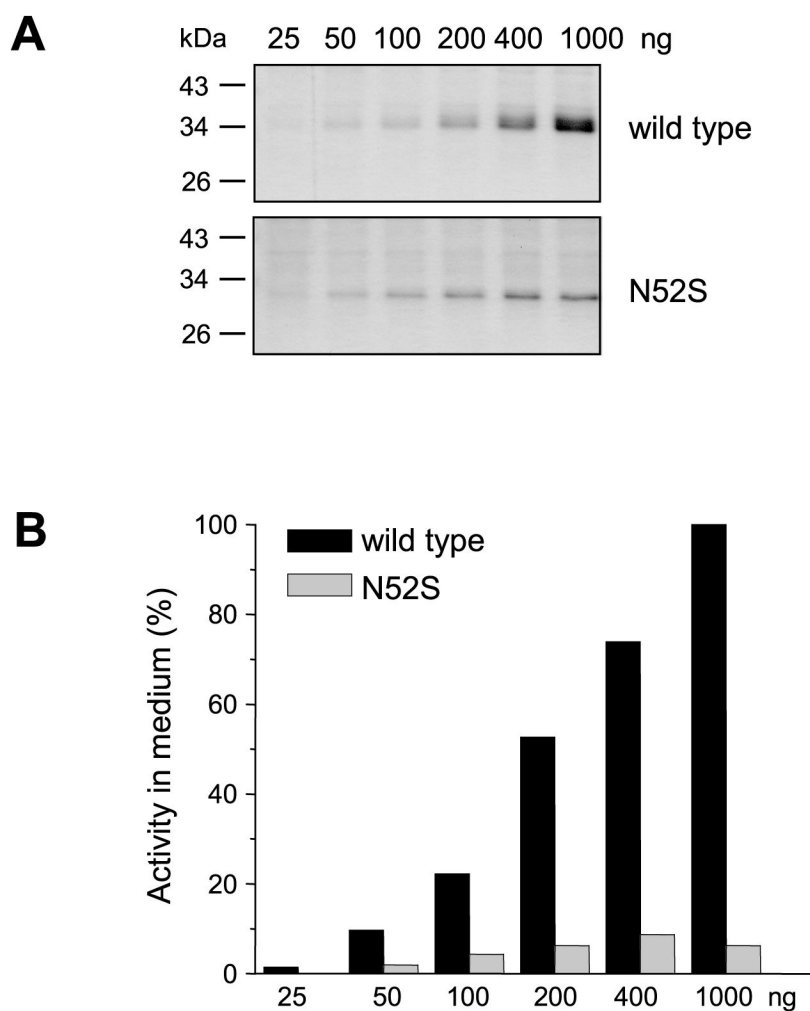 A
kDa 25 50 100 200 400 1000 ng
43
34 wild type
26
43
34 N52S
26
B
100
80
60
40
20
0
Activity in medium (%)
wild type
N52S
25 50 100 200 400 1000 ng